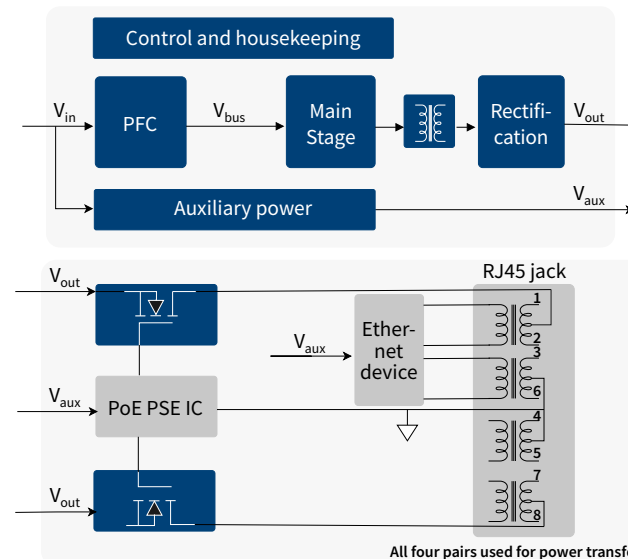 Control and housekeeping
Vin
PFC
Vbus
Main
Stage
Rectifi-
cation
Vout
Auxiliary power
Vaux
RJ45 jack
Vout
1
Ether-
net
device
2
Vaux
3
Vaux
PoE PSE IC
6
4
5
Vout
7
8
All four pairs used for power transfe